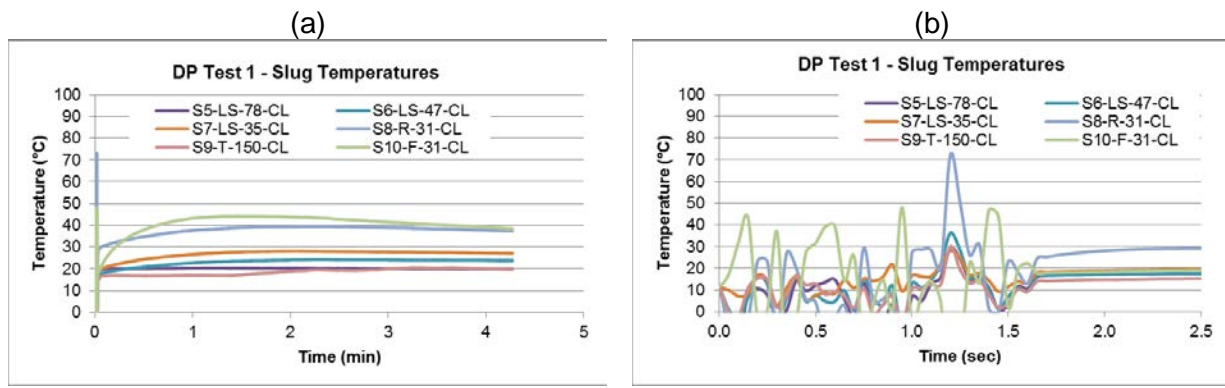 (a)
DP Test 1 - Slug Temperatures
100
90
80
70
60
50
40
30
20
10
0
Temperature (°C)
S5-LS-78-CL
S6-LS-47-CL
S7-LS-35-CL
S8-R-31-CL
S9-T-150-CL
S10-F-31-CL
0 1 2 3 4 5
Time (min)
(b)
DP Test 1 - Slug Temperatures
100
90
80
70
60
50
40
30
20
10
0
Temperature (°C)
S5-LS-78-CL
S6-LS-47-CL
S7-LS-35-CL
S8-R-31-CL
S9-T-150-CL
S10-F-31-CL
0.0 0.5 1.0 1.5 2.0 2.5
Time (sec)